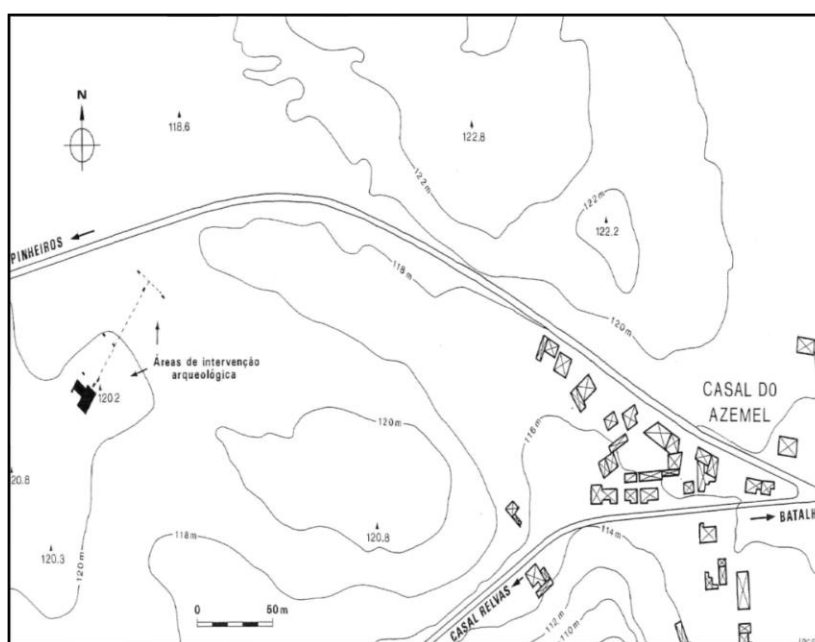 N
118.6
122.8
122m
122m
122.2
PINHEIROS
118m
120m
Áreas de intervenção
arqueológica
120.2
CASAL DO
AZEMEL
116m
120m
20.8
BATALH
120.8
118m
114m
120.3
120m
0 50m
CASAL RELVAS
112m
110m